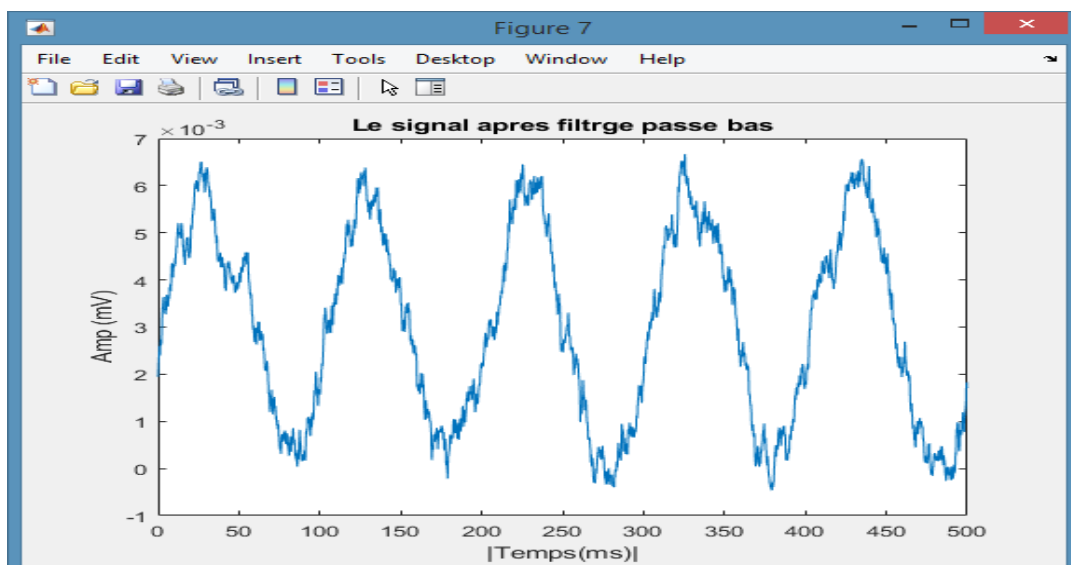 Figure 7
File Edit View Insert Tools Desktop Window Help
× 10⁻³
Le signal apres filtrge passe bas
7
6
5
4
3
2
1
0
-1
Amp (mV)
0 50 100 150 200 250 300 350 400 450 500
|Temps(ms)|